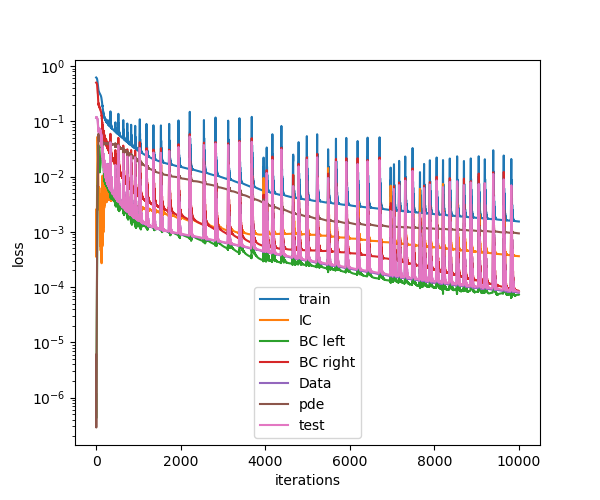 loss
10⁰
10⁻¹
10⁻²
10⁻³
10⁻⁴
10⁻⁵
10⁻⁶
train
IC
BC left
BC right
Data
pde
test
0 2000 4000 6000 8000 10000
iterations